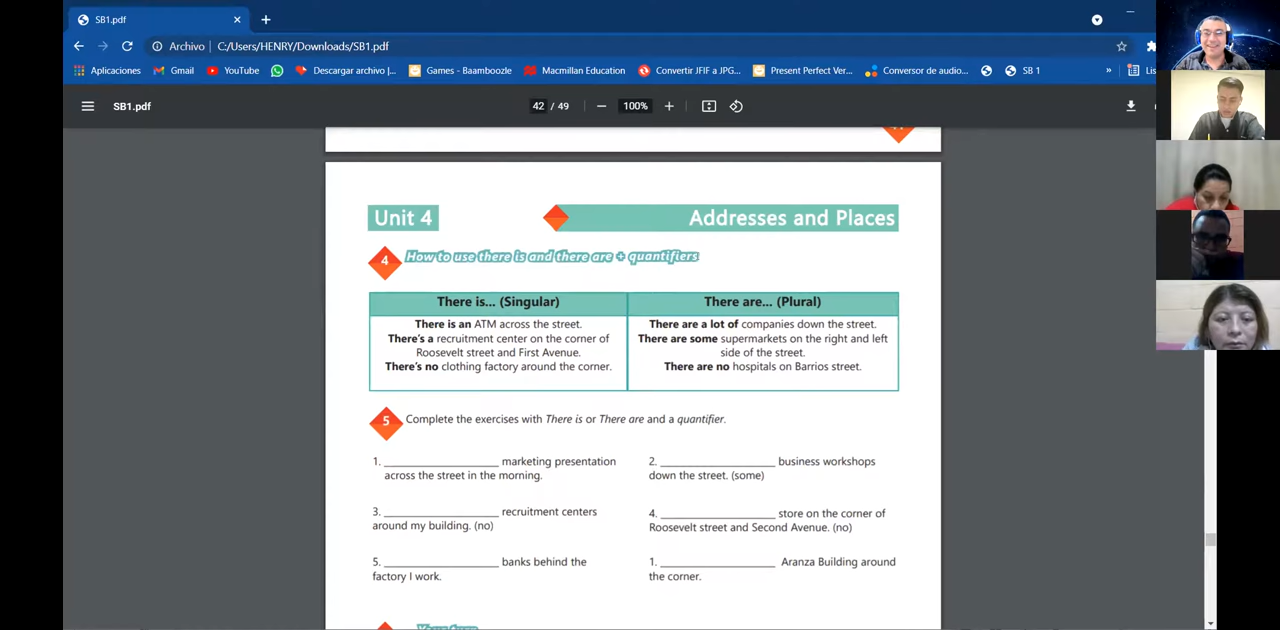 SB1.pdf
Archivo C:/Users/HENRY/Downloads/SB1.pdf
Aplicaciones Gmail YouTube Descargar archivo |... Games - Baamboozle Macmillan Education Convertir JFIF a JPG... Present Perfect Ver... Conversor de audio... SB 1 » Lis
SB1.pdf 42 / 49 100%
Unit 4 Addresses and Places
4 How to use there is and there are + quantifiers
There is... (Singular) There are... (Plural)
There is an ATM across the street. There are a lot of companies down the street.
There's a recruitment center on the corner of There are some supermarkets on the right and left
Roosevelt street and First Avenue. side of the street.
There's no clothing factory around the corner. There are no hospitals on Barrios street.
5 Complete the exercises with There is or There are and a quantifier.
1. __________________ marketing presentation 2. __________________ business workshops
across the street in the morning. down the street. (some)
3. __________________ recruitment centers 4. __________________ store on the corner of
around my building. (no) Roosevelt street and Second Avenue. (no)
5. __________________ banks behind the 1. __________________ Aranza Building around
factory I work. the corner.